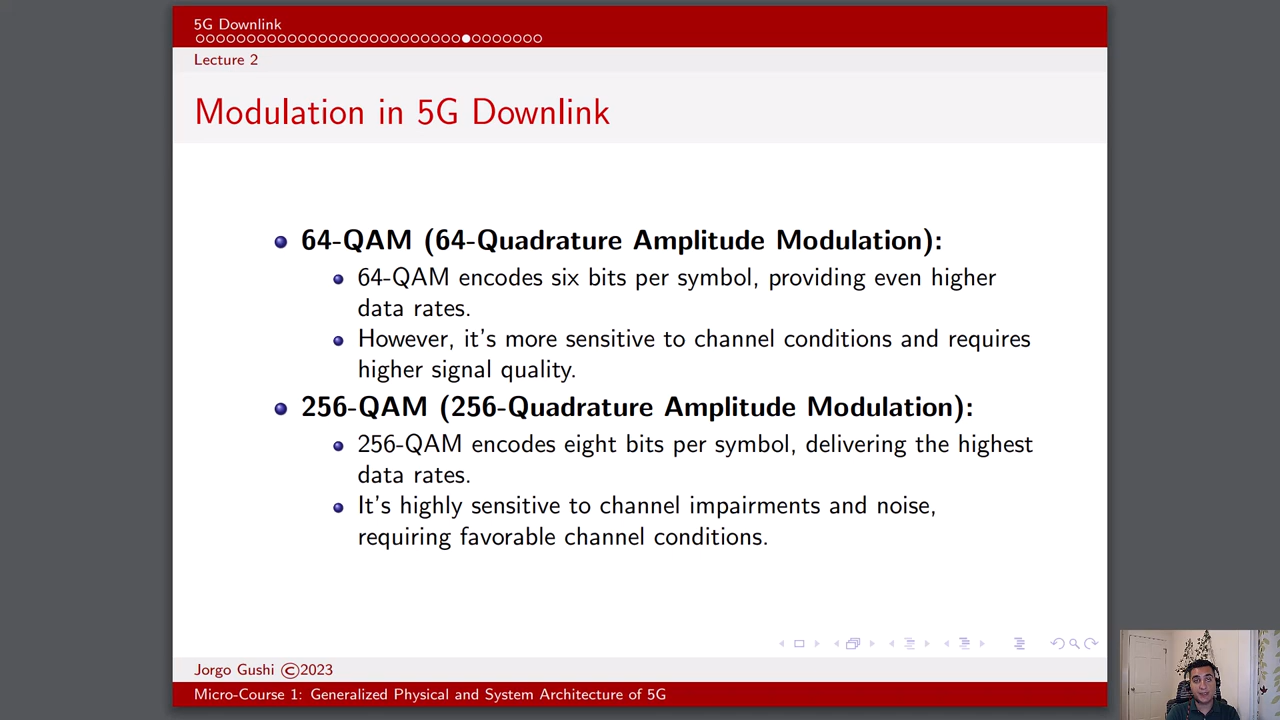 5G Downlink
Lecture 2
Modulation in 5G Downlink
64-QAM (64-Quadrature Amplitude Modulation):
64-QAM encodes six bits per symbol, providing even higher
data rates.
However, it's more sensitive to channel conditions and requires
higher signal quality.
256-QAM (256-Quadrature Amplitude Modulation):
256-QAM encodes eight bits per symbol, delivering the highest
data rates.
It's highly sensitive to channel impairments and noise,
requiring favorable channel conditions.
Jorgo Gushi ©2023
Micro-Course 1: Generalized Physical and System Architecture of 5G